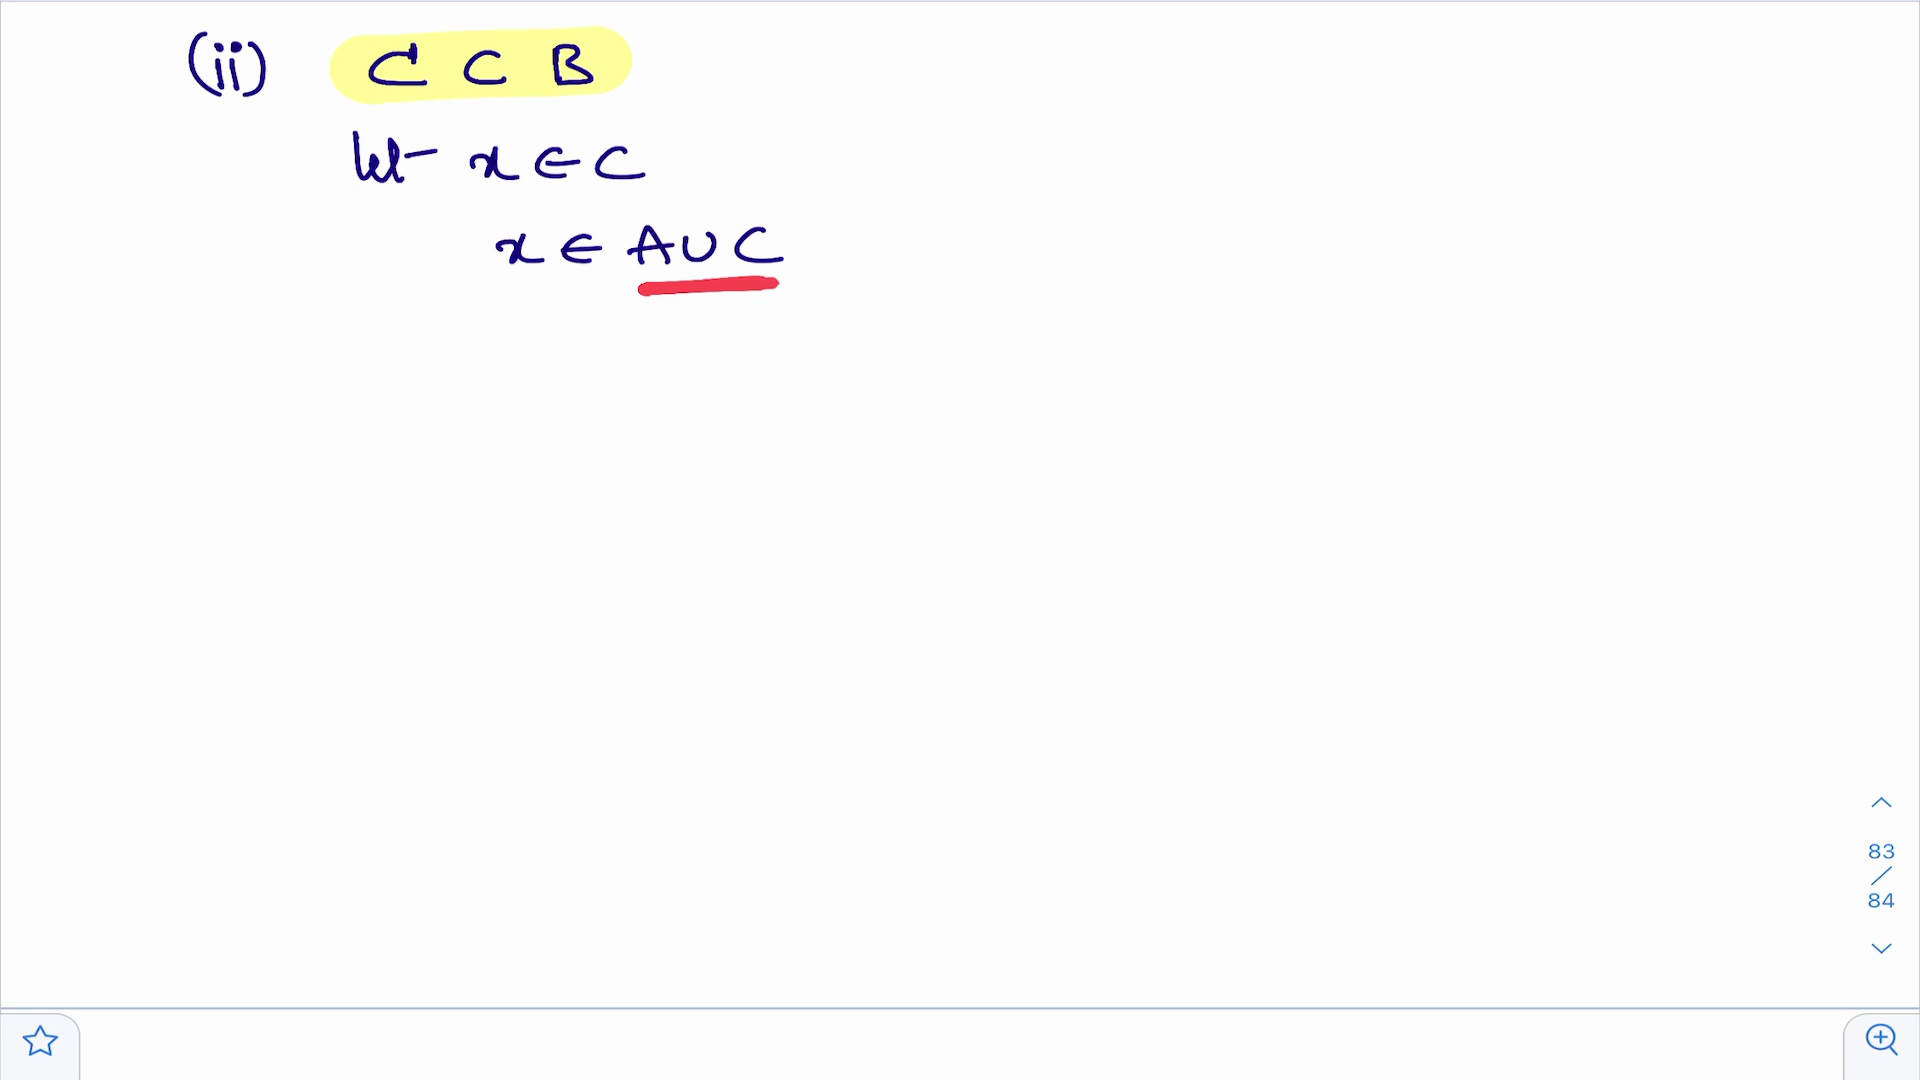 (ii) C ⊂ B
let x ∈ C
x ∈ A ∪ C
83
/
84